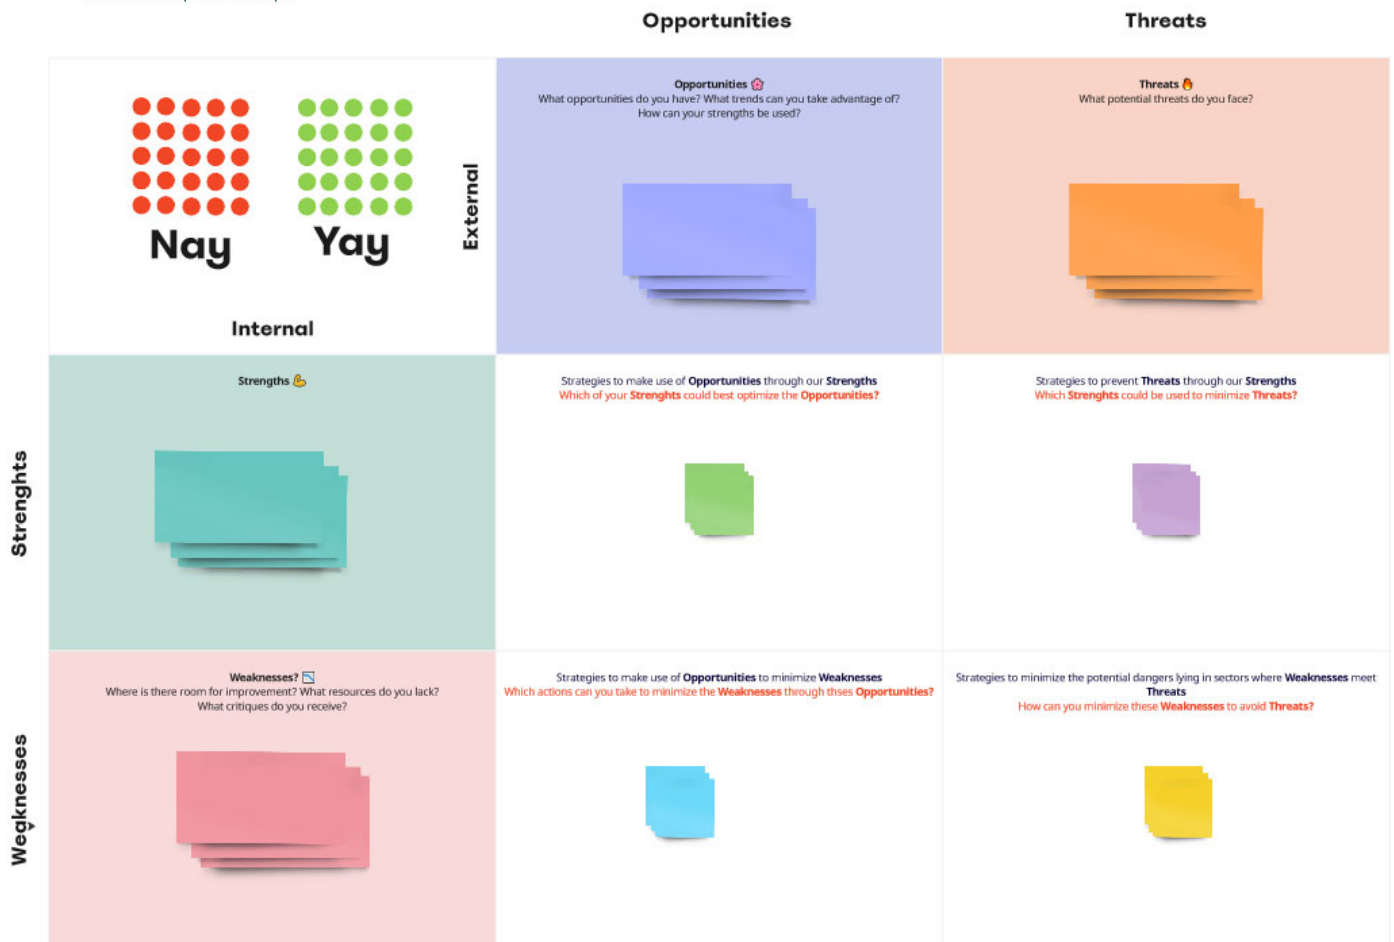 Opportunities
Threats
Opportunities 🌸
What opportunities do you have? What trends can you take advantage of?
How can your strengths be used?
Threats 🔥
What potential threats do you face?
Nay
Yay
External
Internal
Strenghts
Strengths 💪
Strategies to make use of Opportunities through our Strengths
Which of your Strenghts could best optimize the Opportunities?
Strategies to prevent Threats through our Strengths
Which Strenghts could be used to minimize Threats?
Weaknesses
Weaknesses? 📉
Where is there room for improvement? What resources do you lack?
What critiques do you receive?
Strategies to make use of Opportunities to minimize Weaknesses
Which actions can you take to minimize the Weaknesses through thses Opportunities?
Strategies to minimize the potential dangers lying in sectors where Weaknesses meet
Threats
How can you minimize these Weaknesses to avoid Threats?